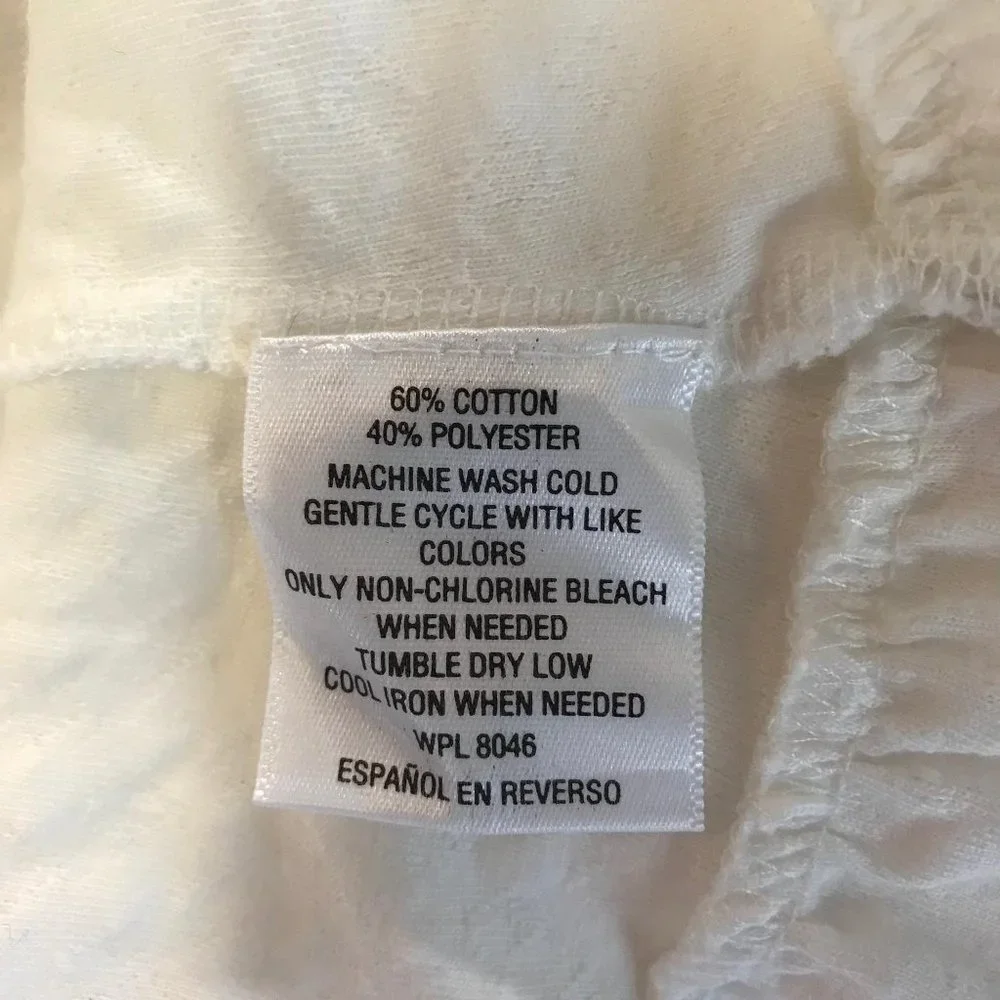 60% COTTON
40% POLYESTER
MACHINE WASH COLD
GENTLE CYCLE WITH LIKE
COLORS
ONLY NON-CHLORINE BLEACH
WHEN NEEDED
TUMBLE DRY LOW
COOL IRON WHEN NEEDED
WPL 8046
ESPAÑOL EN REVERSO